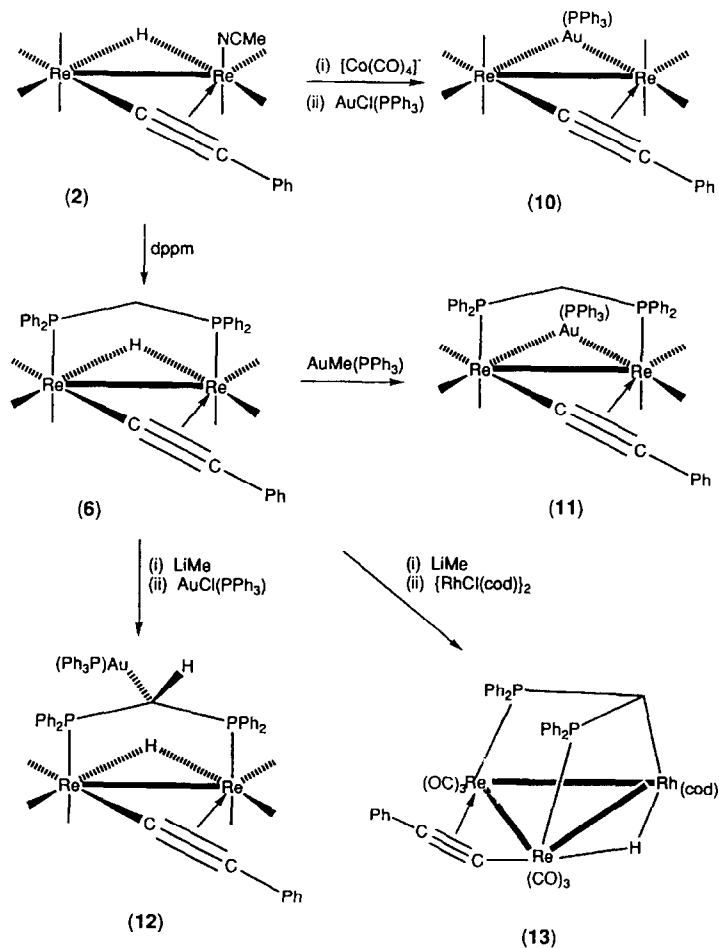 H
NCMe
Re
Re
C
C
Ph
(2)
(i) [Co(CO)4]-
(ii) AuCl(PPh3)
(PPh3)
Au
Re
Re
C
C
Ph
(10)
dppm
Ph2P
PPh2
H
Re
Re
C
C
Ph
(6)
AuMe(PPh3)
Ph2P
PPh2
(PPh3)
Au
Re
Re
C
C
Ph
(11)
(i) LiMe
(ii) AuCl(PPh3)
(i) LiMe
(ii) {RhCl(cod)}2
(Ph3P)Au
H
Ph2P
PPh2
H
Re
Re
C
C
Ph
(12)
Ph2P
Ph2P
(OC)3Re
Rh(cod)
Ph
C
C
Re
H
(CO)3
(13)